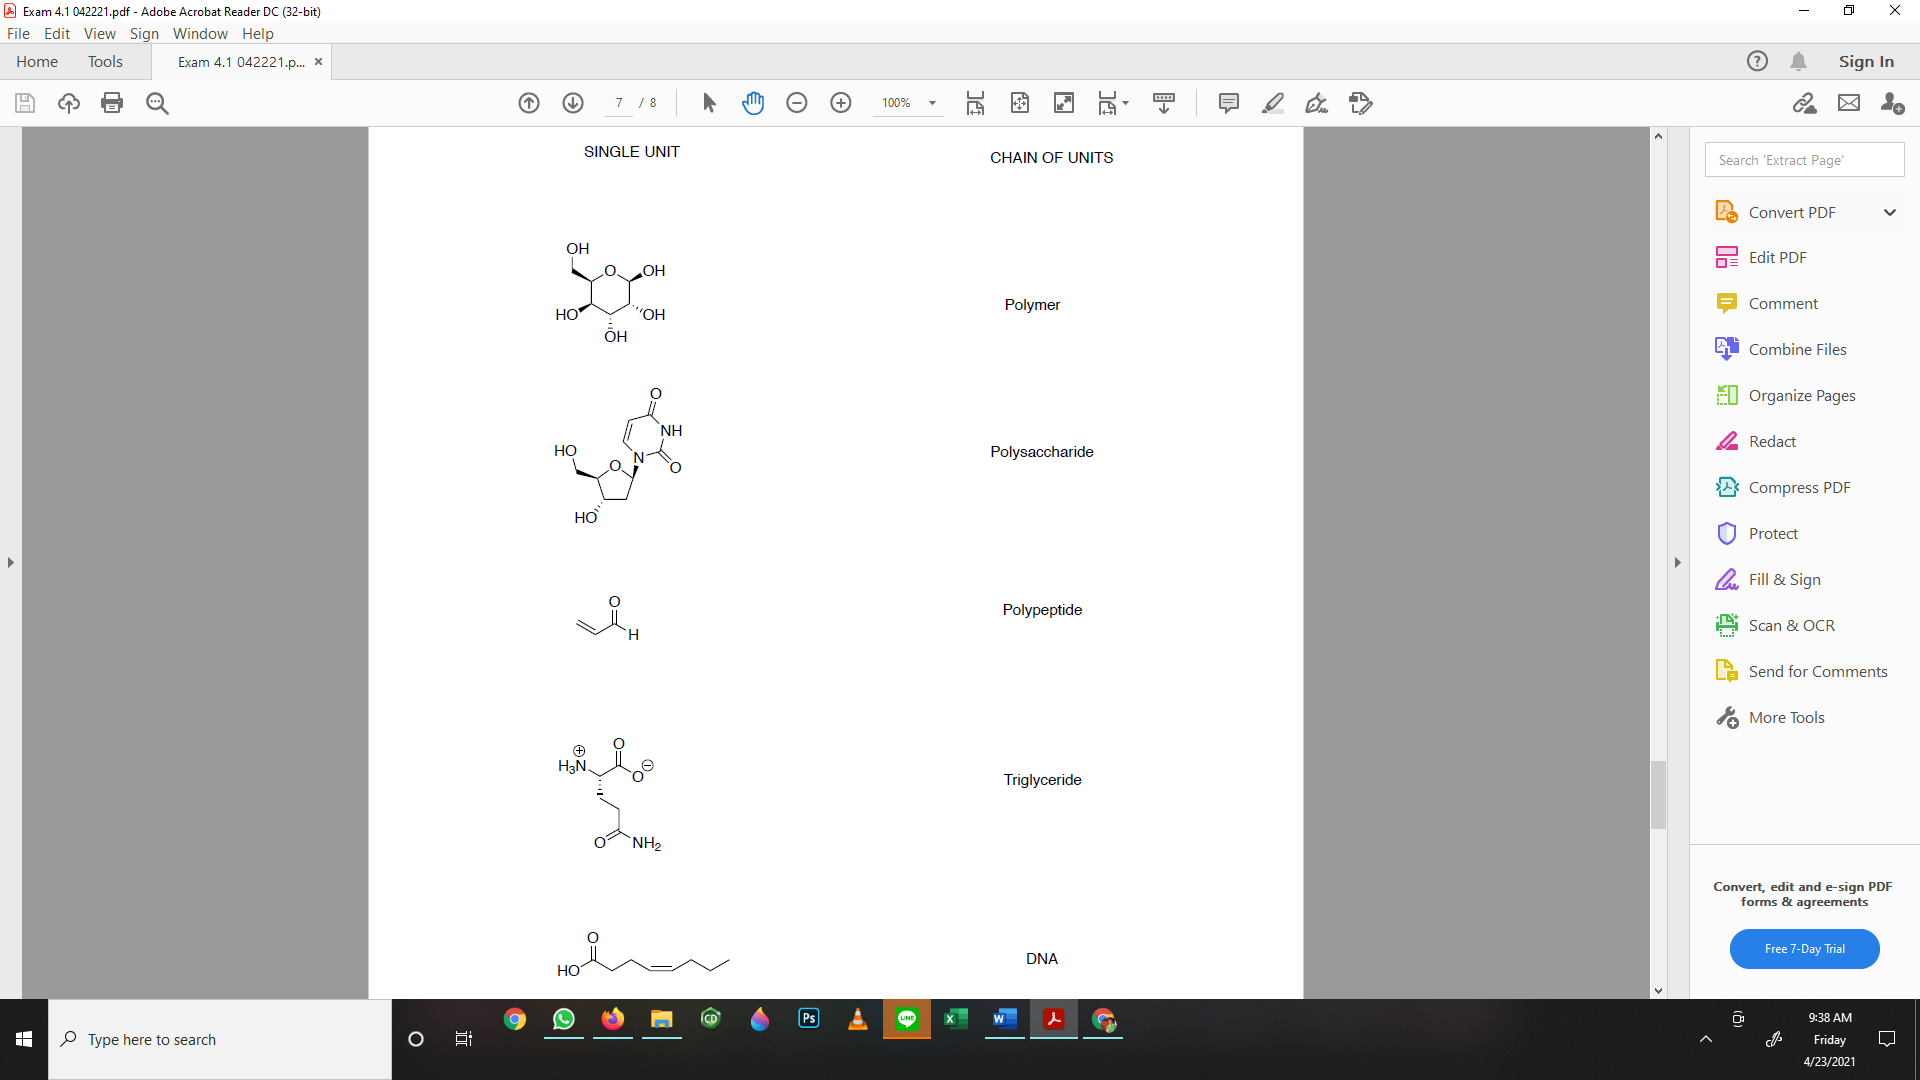 Exam 4.1 042221.pdf - Adobe Acrobat Reader DC (32-bit)
File Edit View Sign Window Help
Home Tools Exam 4.1 042221.p... ×
Sign In
7 / 8 100%
SINGLE UNIT
CHAIN OF UNITS
OH
O OH
HO OH
OH
Polymer
O
NH
HO N
O O
HO
Polysaccharide
O
H
Polypeptide
H3N ⊕ O
O ⊖
O NH2
Triglyceride
O
HO
DNA
Search 'Extract Page'
Convert PDF
Edit PDF
Comment
Combine Files
Organize Pages
Redact
Compress PDF
Protect
Fill & Sign
Scan & OCR
Send for Comments
More Tools
Convert, edit and e-sign PDF
forms & agreements
Free 7-Day Trial
Type here to search
CD
Ps
LINE
9:38 AM
Friday
4/23/2021